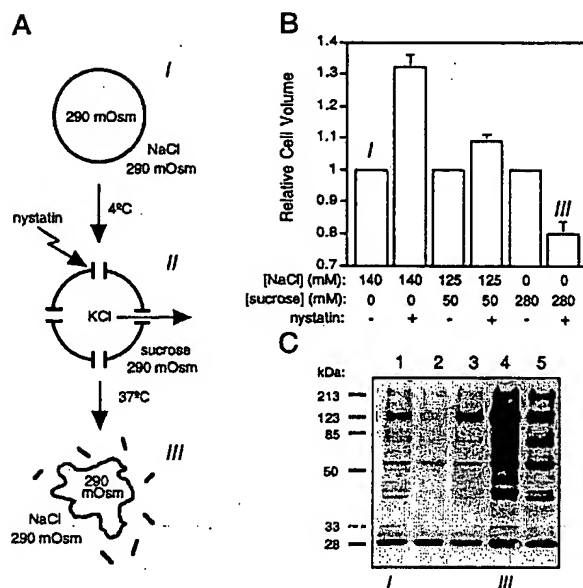 A
I
290 mOsm
NaCl
290 mOsm
4ºC
nystatin
II
KCl
sucrose
290 mOsm
37ºC
III
290
mOsm
NaCl
290 mOsm
B
Relative Cell Volume
1.4
1.3
1.2
1.1
1
0.9
0.8
0.7
I
III
[NaCl] (mM): 140 140 125 125 0 0
[sucrose] (mM): 0 0 50 50 280 280
nystatin: - + - + - +
C
1 2 3 4 5
kDa:
213
123
85
50
33
28
I III